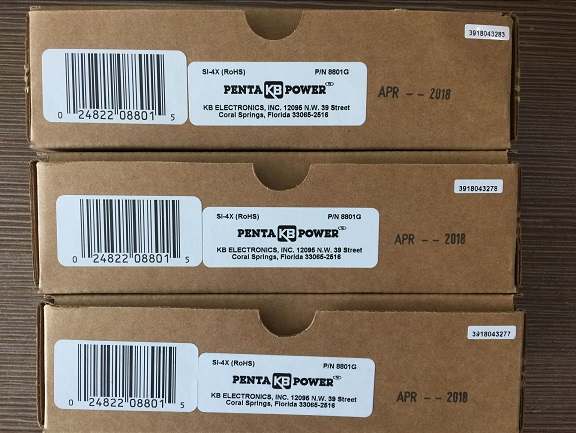 3918043283
SI-4X (RoHS) P/N 8801G
PENTA KB POWER
APR -- 2018
KB ELECTRONICS, INC. 12095 N.W. 39 Street
Coral Springs, Florida 33065-2516
0 24822 08801 5
3918043278
SI-4X (RoHS) P/N 8801G
PENTA KB POWER
APR -- 2018
KB ELECTRONICS, INC. 12095 N.W. 39 Street
Coral Springs, Florida 33065-2516
0 24822 08801 5
3918043277
SI-4X (RoHS) P/N 8801G
PENTA KB POWER
APR -- 2018
KB ELECTRONICS, INC. 12095 N.W. 39 Street
Coral Springs, Florida 33065-2516
0 24822 08801 5